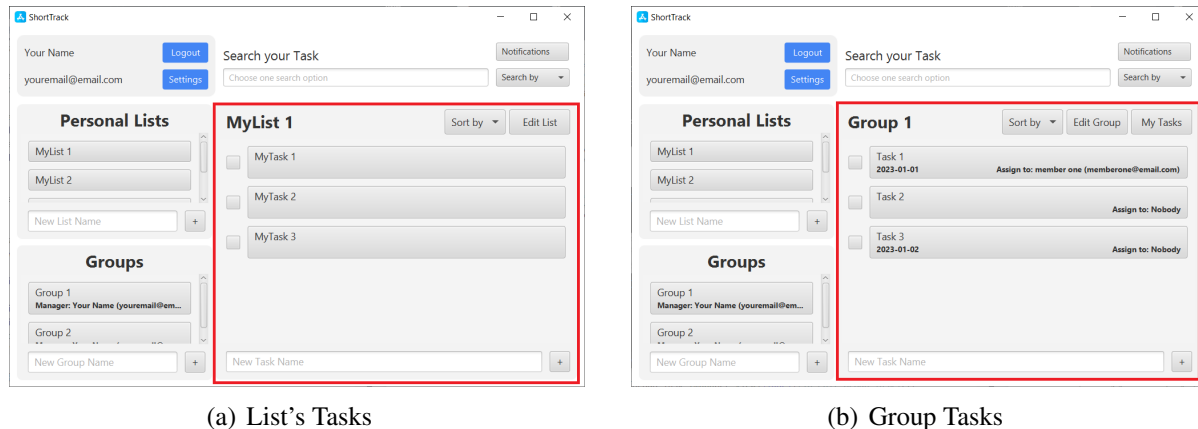 ShortTrack
Your Name
Logout
youremail@email.com
Settings
Search your Task
Notifications
Choose one search option
Search by
Personal Lists
MyList 1
MyList 2
New List Name
+
Groups
Group 1
Manager: Your Name (youremail@em...
Group 2
New Group Name
+
MyList 1
Sort by
Edit List
MyTask 1
MyTask 2
MyTask 3
New Task Name
+
(a) List's Tasks
ShortTrack
Your Name
Logout
youremail@email.com
Settings
Search your Task
Notifications
Choose one search option
Search by
Personal Lists
MyList 1
MyList 2
New List Name
+
Groups
Group 1
Manager: Your Name (youremail@em...
Group 2
New Group Name
+
Group 1
Sort by
Edit Group
My Tasks
Task 1
2023-01-01 Assign to: member one (memberone@email.com)
Task 2
Assign to: Nobody
Task 3
2023-01-02 Assign to: Nobody
New Task Name
+
(b) Group Tasks